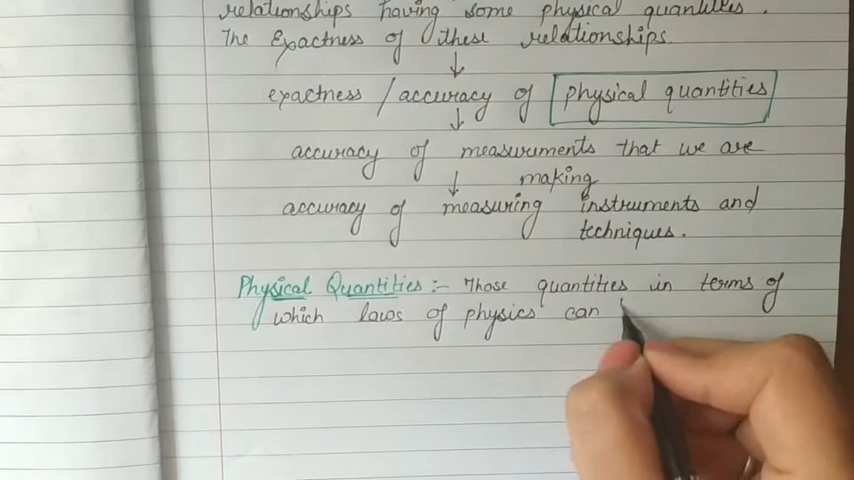 relationships having some physical quantities.
The Exactness of these relationships.
↓
exactness / accuracy of physical quantities
↓
accuracy of measurments that we are
↓ making
accuracy of measuring instruments and
techniques.
Physical Quantities :- Those quantities in terms of
which laws of physics can